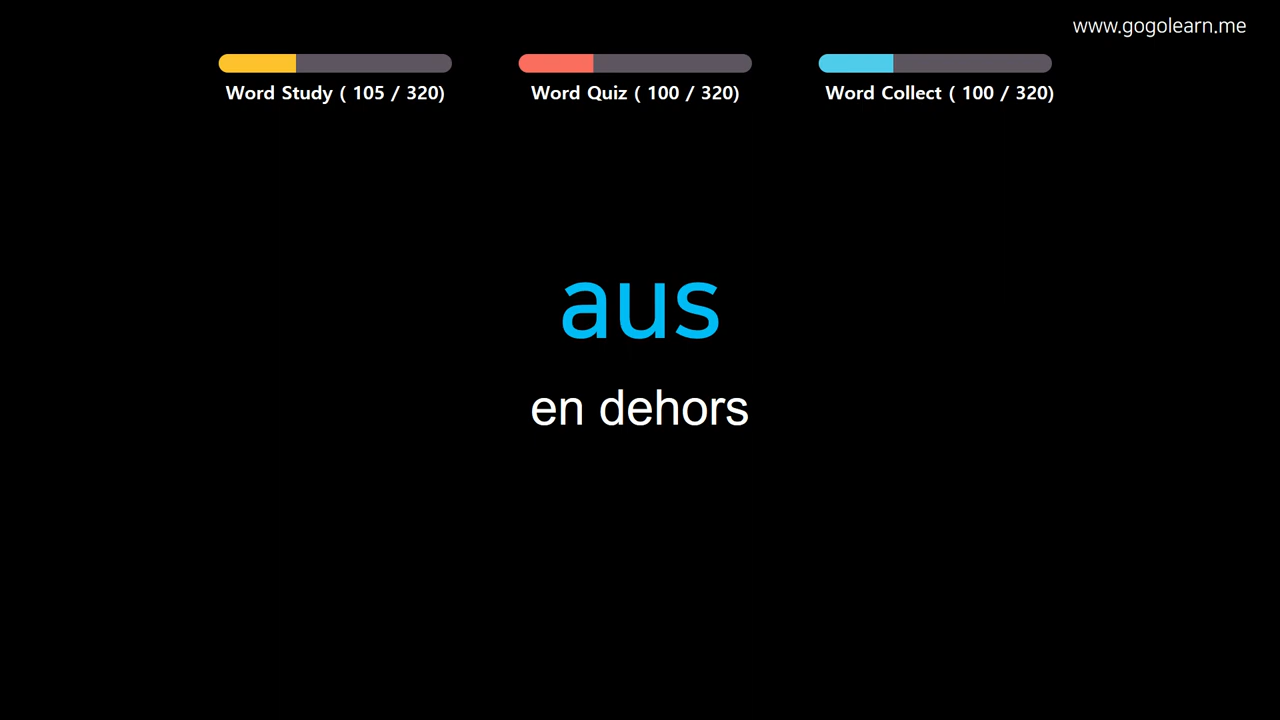 www.gogolearn.me
Word Study ( 105 / 320)
Word Quiz ( 100 / 320)
Word Collect ( 100 / 320)
aus
en dehors